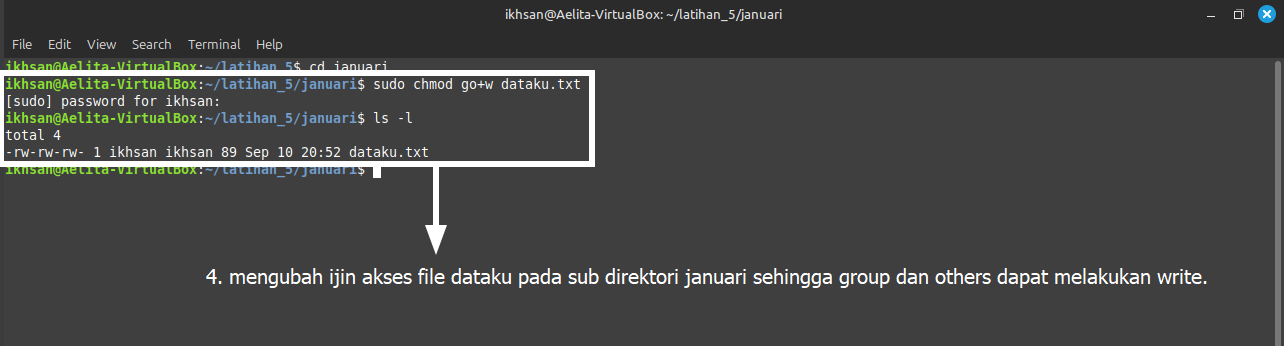 ikhsan@Aelita-VirtualBox: ~/latihan_5/januari
File Edit View Search Terminal Help
ikhsan@Aelita-VirtualBox:~/latihan_5$ cd januari
ikhsan@Aelita-VirtualBox:~/latihan_5/januari$ sudo chmod go+w dataku.txt
[sudo] password for ikhsan:
ikhsan@Aelita-VirtualBox:~/latihan_5/januari$ ls -l
total 4
-rw-rw-rw- 1 ikhsan ikhsan 89 Sep 10 20:52 dataku.txt
ikhsan@Aelita-VirtualBox:~/latihan_5/januari$
4. mengubah ijin akses file dataku pada sub direktori januari sehingga group dan others dapat melakukan write.